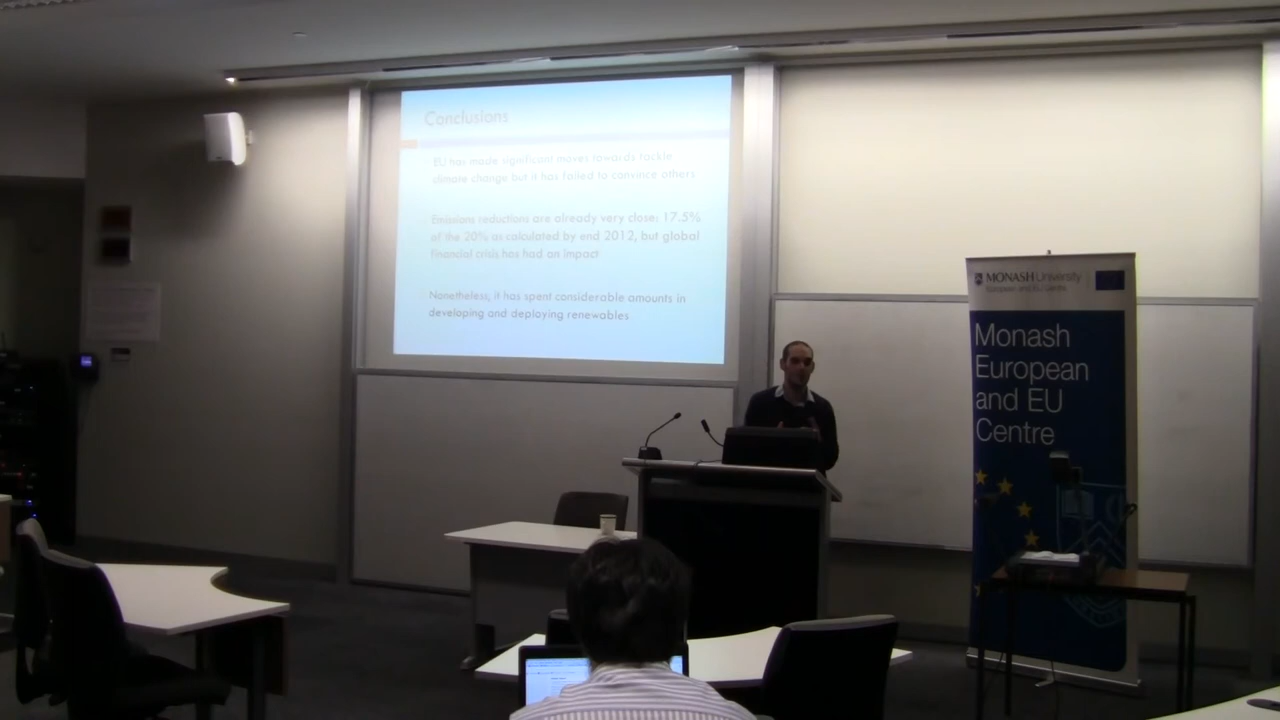 Conclusions
EU has made significant moves towards tackle
climate change but it has failed to convince others
Emissions reductions are already very close: 17.5%
of the 20% as calculated by end 2012, but global
financial crisis has had an impact
Nonetheless, it has spent considerable amounts in
developing and deploying renewables
MONASH University
European and EU Centre
Monash
European
and EU
Centre